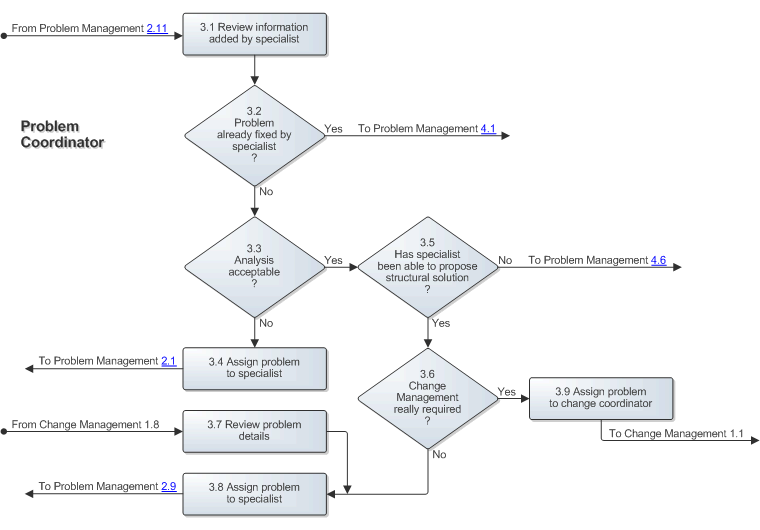 From Problem Management 2.11
3.1 Review information
added by specialist
Problem
Coordinator
3.2
Problem
already fixed by
specialist
?
Yes
To Problem Management 4.1
No
3.3
Analysis
acceptable
?
Yes
3.5
Has specialist
been able to propose
structural solution
?
No
To Problem Management 4.6
No
Yes
To Problem Management 2.1
3.4 Assign problem
to specialist
3.6
Change
Management
really required
?
Yes
3.9 Assign problem
to change coordinator
To Change Management 1.1
From Change Management 1.8
3.7 Review problem
details
No
To Problem Management 2.9
3.8 Assign problem
to specialist